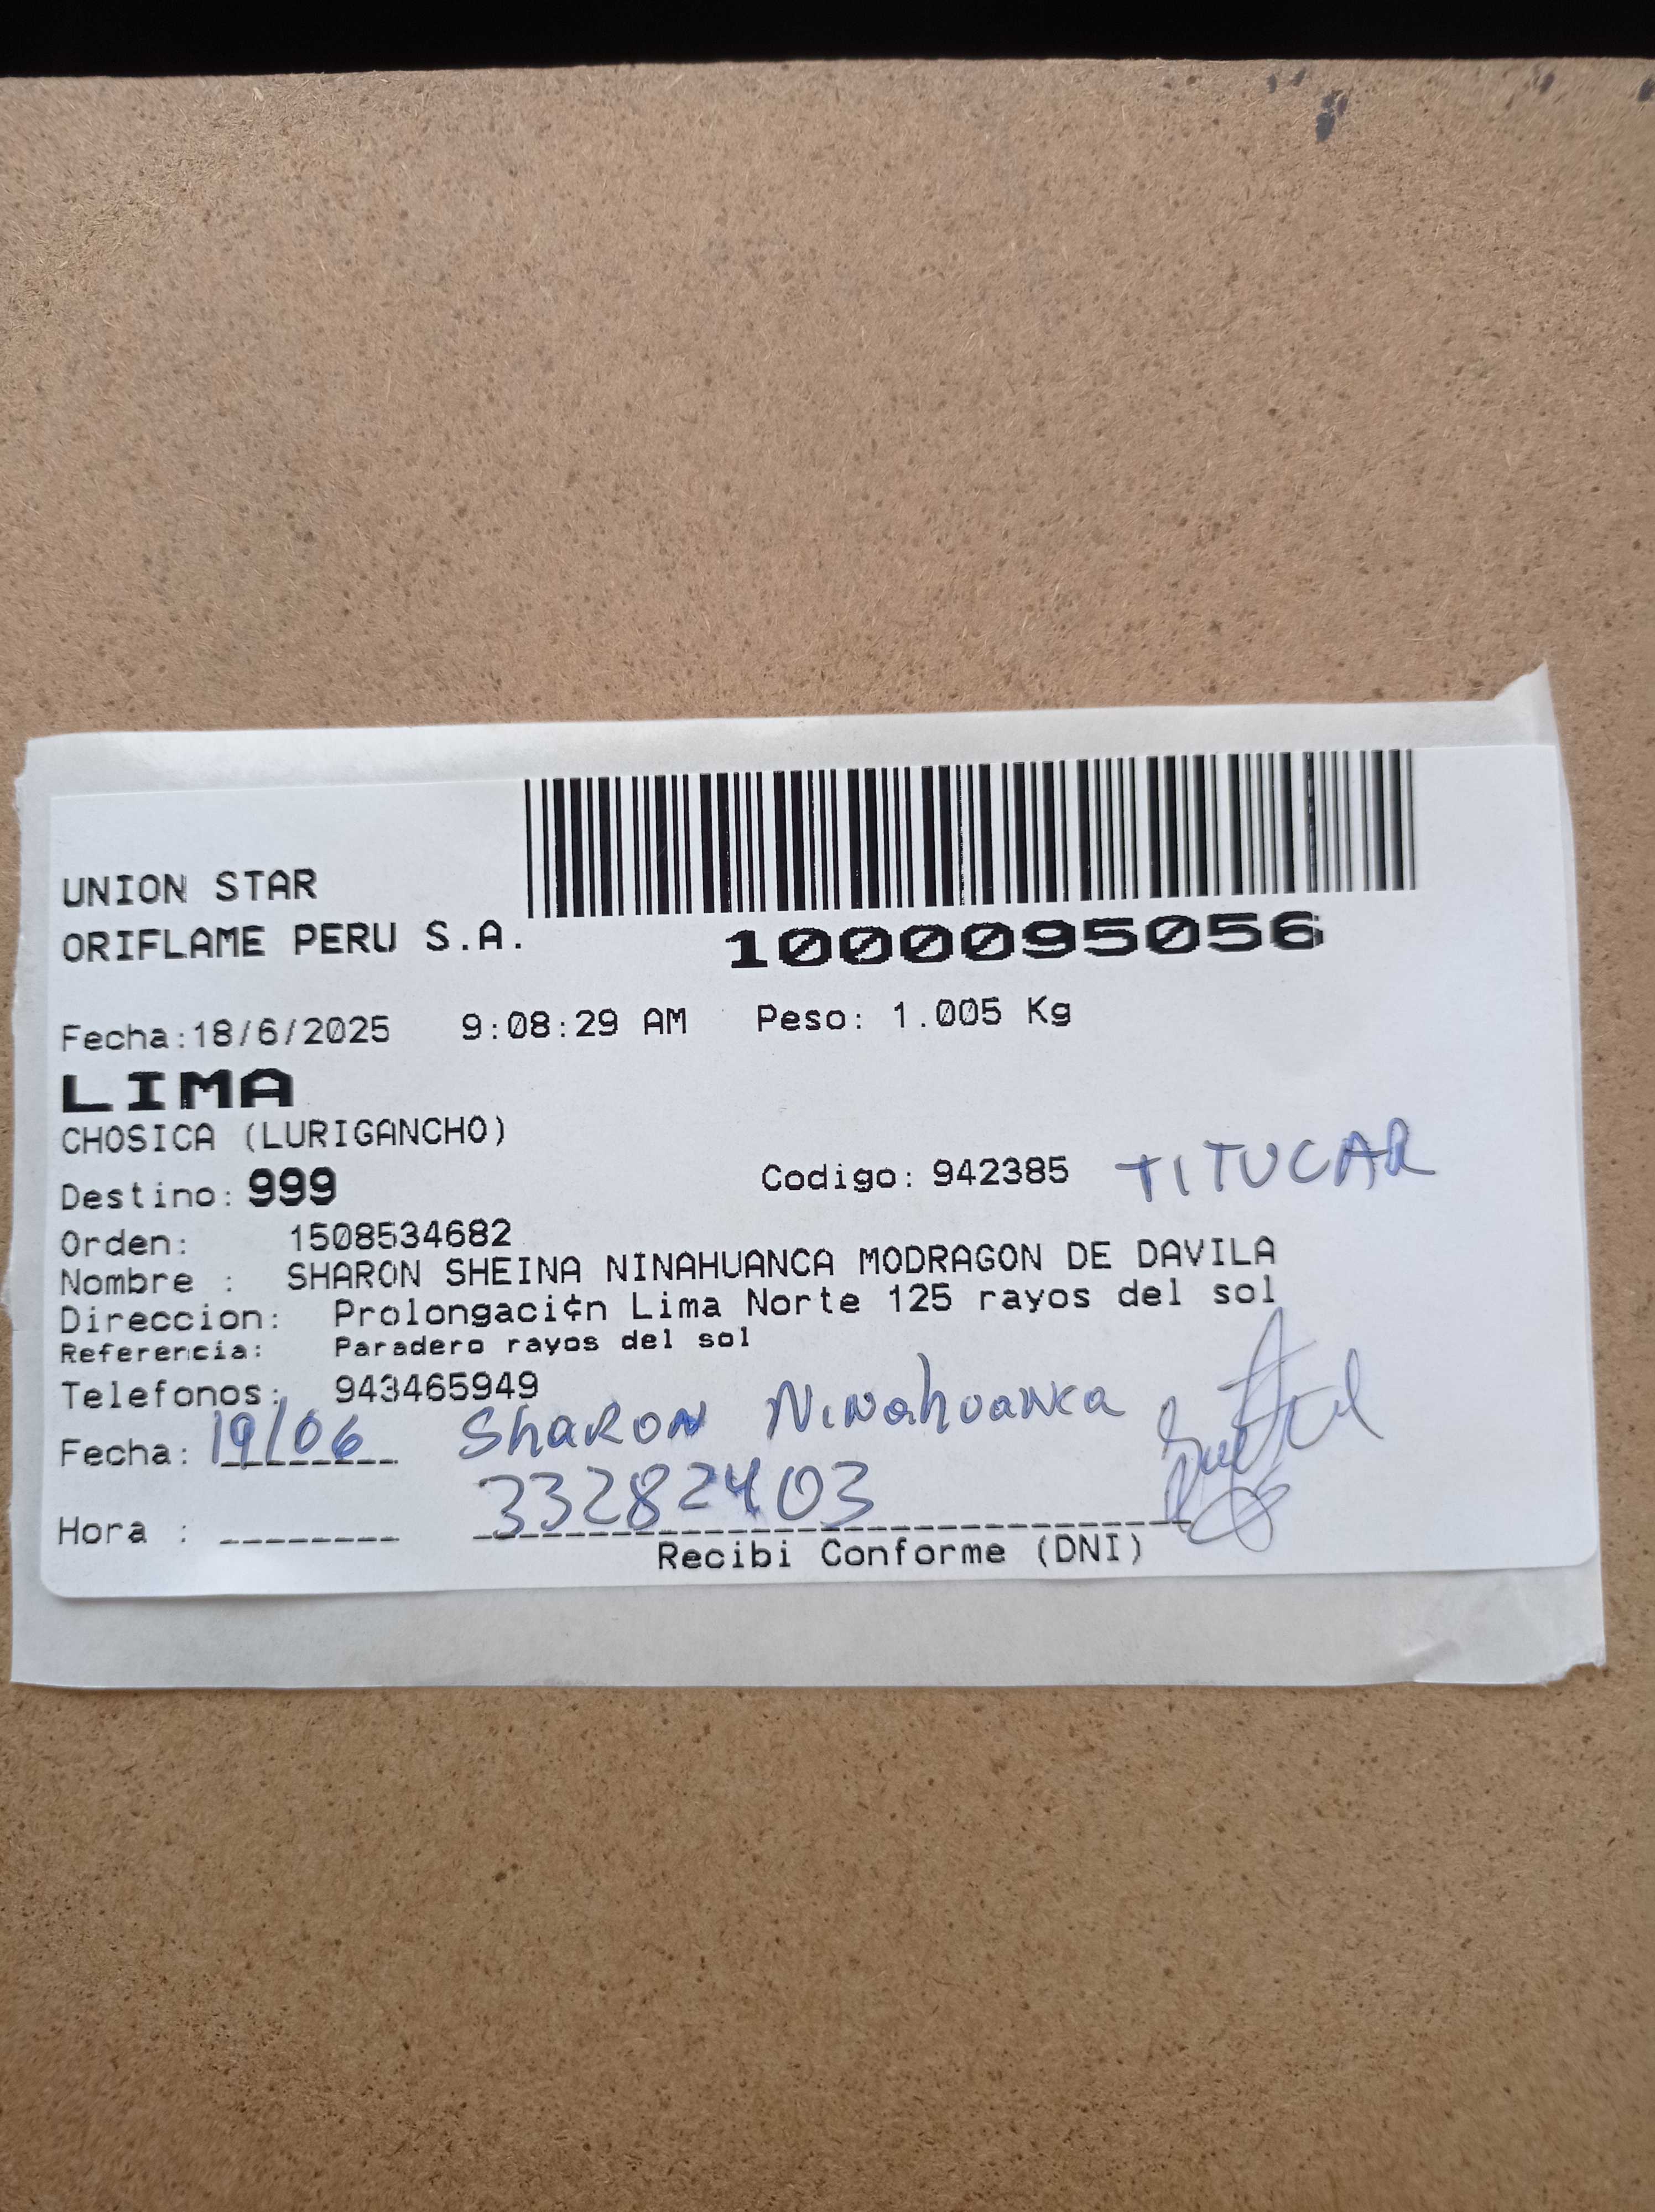 UNION STAR
ORIFLAME PERU S.A.
1000095056
Fecha:18/6/2025 9:08:29 AM Peso: 1.005 Kg
LIMA
CHOSICA (LURIGANCHO)
Destino: 999 Codigo: 942385 TITUCAR
Orden: 1508534682
Nombre : SHARON SHEINA NINAHUANCA MODRAGON DE DAVILA
Direccion: Prolongaci¢n Lima Norte 125 rayos del sol
Referencia: Paradero rayos del sol
Telefonos: 943465949
Fecha: 19/06 Sharon Ninahuanca
Hora : 33282403
Recibi Conforme (DNI)